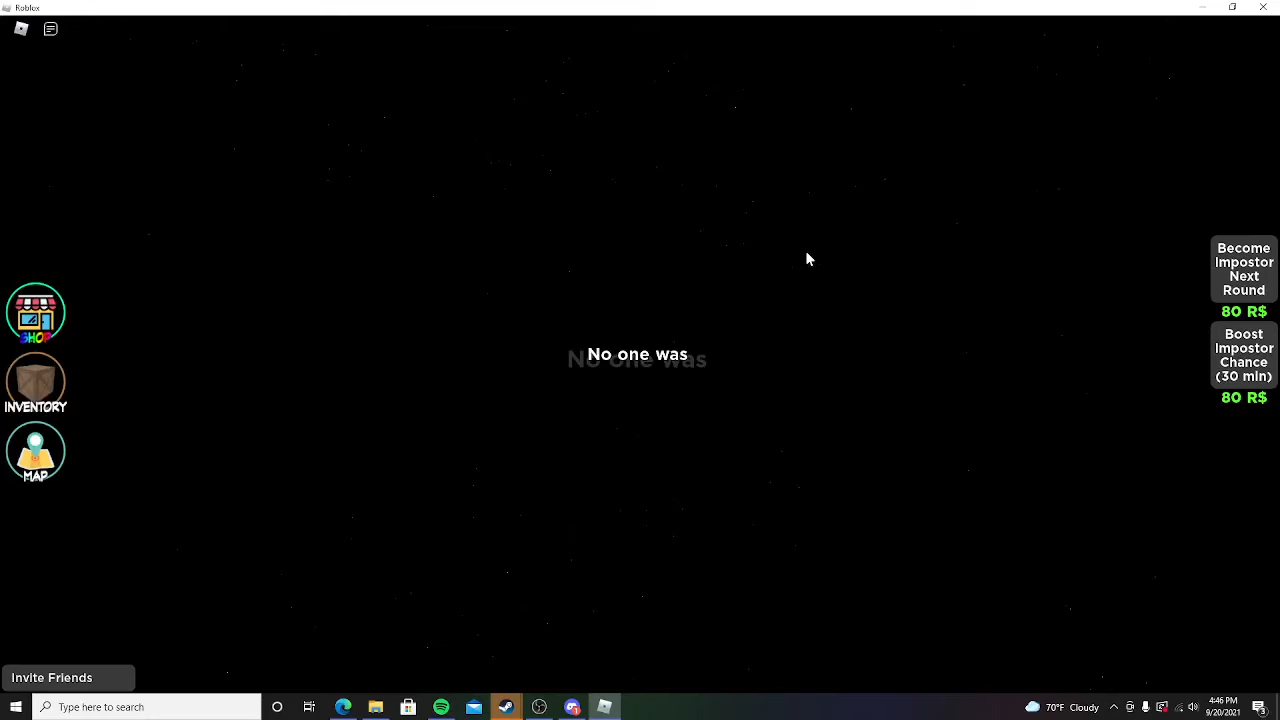 Roblox
SHOP
INVENTORY
MAP
No one was
No one was
Become
Impostor
Next
Round
80 R$
Boost
Impostor
Chance
(30 min)
80 R$
Invite Friends
Type here to search
70°F Cloudy
4:46 PM
9/20/2021